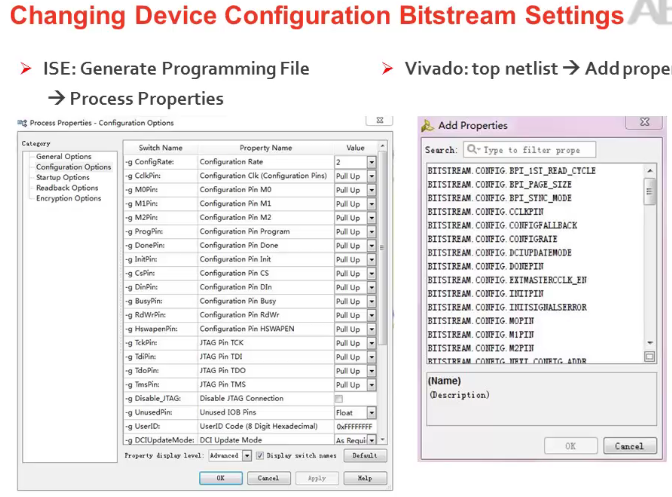 Changing Device Configuration Bitstream Settings
➢ ISE: Generate Programming File
→ Process Properties
➢ Vivado: top netlist → Add proper
Process Properties - Configuration Options
Category
General Options
Configuration Options
Startup Options
Readback Options
Encryption Options
Switch Name Property Name Value
-g ConfigRate: Configuration Rate 2
-g CclkPin: Configuration Clk (Configuration Pins) Pull Up
-g M0Pin: Configuration Pin M0 Pull Up
-g M1Pin: Configuration Pin M1 Pull Up
-g M2Pin: Configuration Pin M2 Pull Up
-g ProgPin: Configuration Pin Program Pull Up
-g DonePin: Configuration Pin Done Pull Up
-g InitPin: Configuration Pin Init Pull Up
-g CsPin: Configuration Pin CS Pull Up
-g DinPin: Configuration Pin DIn Pull Up
-g BusyPin: Configuration Pin Busy Pull Up
-g RdWrPin: Configuration Pin RdWr Pull Up
-g HswapenPin: Configuration Pin HSWAPEN Pull Up
-g TckPin: JTAG Pin TCK Pull Up
-g TdiPin: JTAG Pin TDI Pull Up
-g TdoPin: JTAG Pin TDO Pull Up
-g TmsPin: JTAG Pin TMS Pull Up
-g Disable_JTAG: Disable JTAG Connection
-g UnusedPin: Unused IOB Pins Float
-g UserID: UserID Code (8 Digit Hexadecimal) 0xFFFFFFFF
-g DCIUpdateMode: DCI Update Mode As Requi
Property display level: Advanced Display switch names Default
OK Cancel Apply Help
Add Properties
Search: Type to filter prope
BITSTREAM.CONFIG.BPI_1ST_READ_CYCLE
BITSTREAM.CONFIG.BPI_PAGE_SIZE
BITSTREAM.CONFIG.BPI_SYNC_MODE
BITSTREAM.CONFIG.CCLKPIN
BITSTREAM.CONFIG.CONFIGFALLBACK
BITSTREAM.CONFIG.CONFIGRATE
BITSTREAM.CONFIG.DCIUPDATEMODE
BITSTREAM.CONFIG.DONEPIN
BITSTREAM.CONFIG.EXTMASTERCCLK_EN
BITSTREAM.CONFIG.INITPIN
BITSTREAM.CONFIG.INITSIGNALSERROR
BITSTREAM.CONFIG.M0PIN
BITSTREAM.CONFIG.M1PIN
BITSTREAM.CONFIG.M2PIN
BITSTREAM.CONFIG.NEXT_CONFIG_ADDR
(Name)
(Description)
OK Cancel